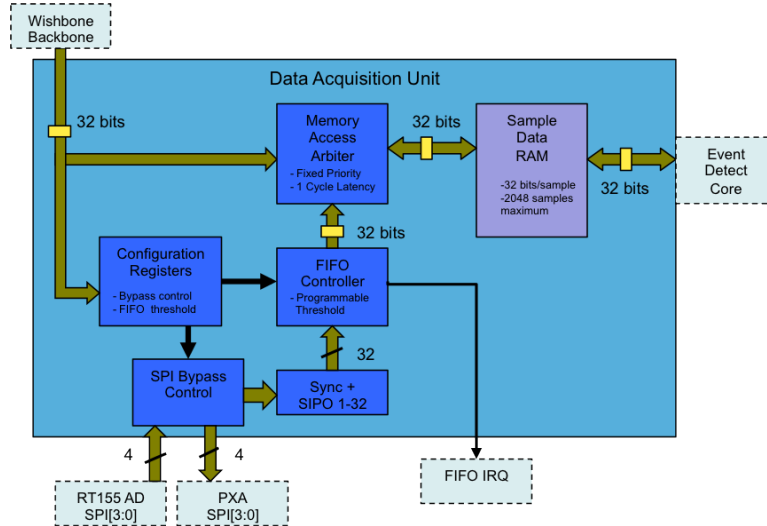 Wishbone
Backbone
Data Acquisition Unit
32 bits
Memory
Access
Arbiter
- Fixed Priority
- 1 Cycle Latency
32 bits
Sample
Data
RAM
-32 bits/sample
-2048 samples
maximum
32 bits
Event
Detect
Core
32 bits
Configuration
Registers
- Bypass control
- FIFO threshold
FIFO
Controller
- Programmable
Threshold
32
SPI Bypass
Control
Sync +
SIPO 1-32
4
4
RT155 AD
SPI[3:0]
PXA
SPI[3:0]
FIFO IRQ